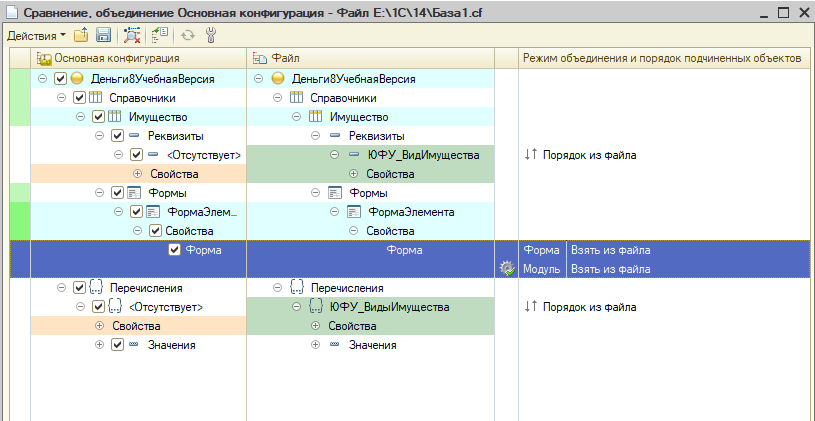 Сравнение, объединение Основная конфигурация - Файл E:\1C\14\База1.cf
Действия
Основная конфигурация Файл Режим объединения и порядок подчиненных объектов
Деньги8УчебнаяВерсия Деньги8УчебнаяВерсия
Справочники Справочники
Имущество Имущество
Реквизиты Реквизиты
<Отсутствует> ЮФУ_ВидИмущества Порядок из файла
Свойства Свойства
Формы Формы
ФормаЭлем... ФормаЭлемента
Свойства Свойства
Форма Форма Форма Взять из файла
Модуль Взять из файла
Перечисления Перечисления
<Отсутствует> ЮФУ_ВидыИмущества Порядок из файла
Свойства Свойства
Значения Значения